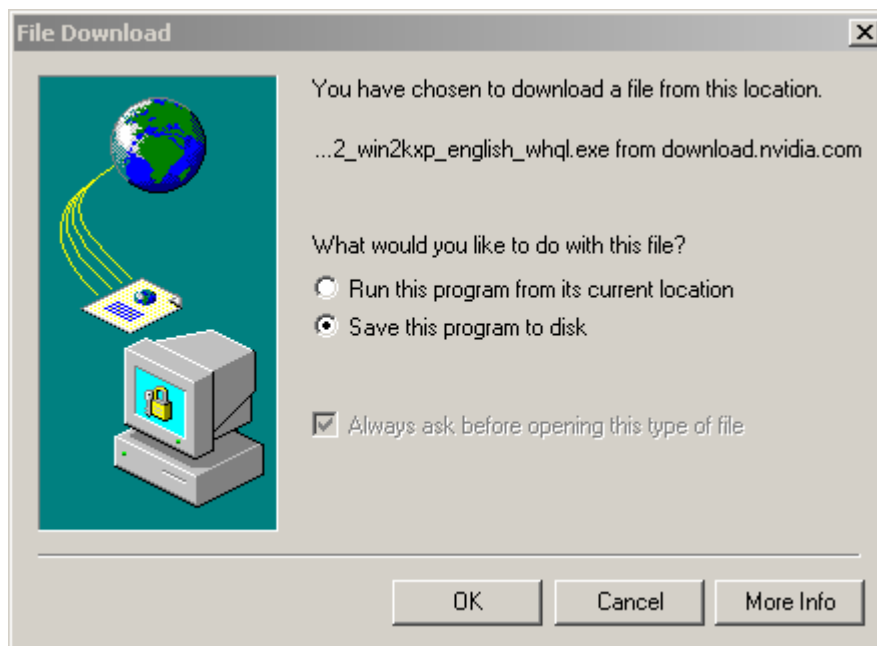 File Download
You have chosen to download a file from this location.
...2_win2kxp_english_whql.exe from download.nvidia.com
What would you like to do with this file?
Run this program from its current location
Save this program to disk
Always ask before opening this type of file
OK
Cancel
More Info